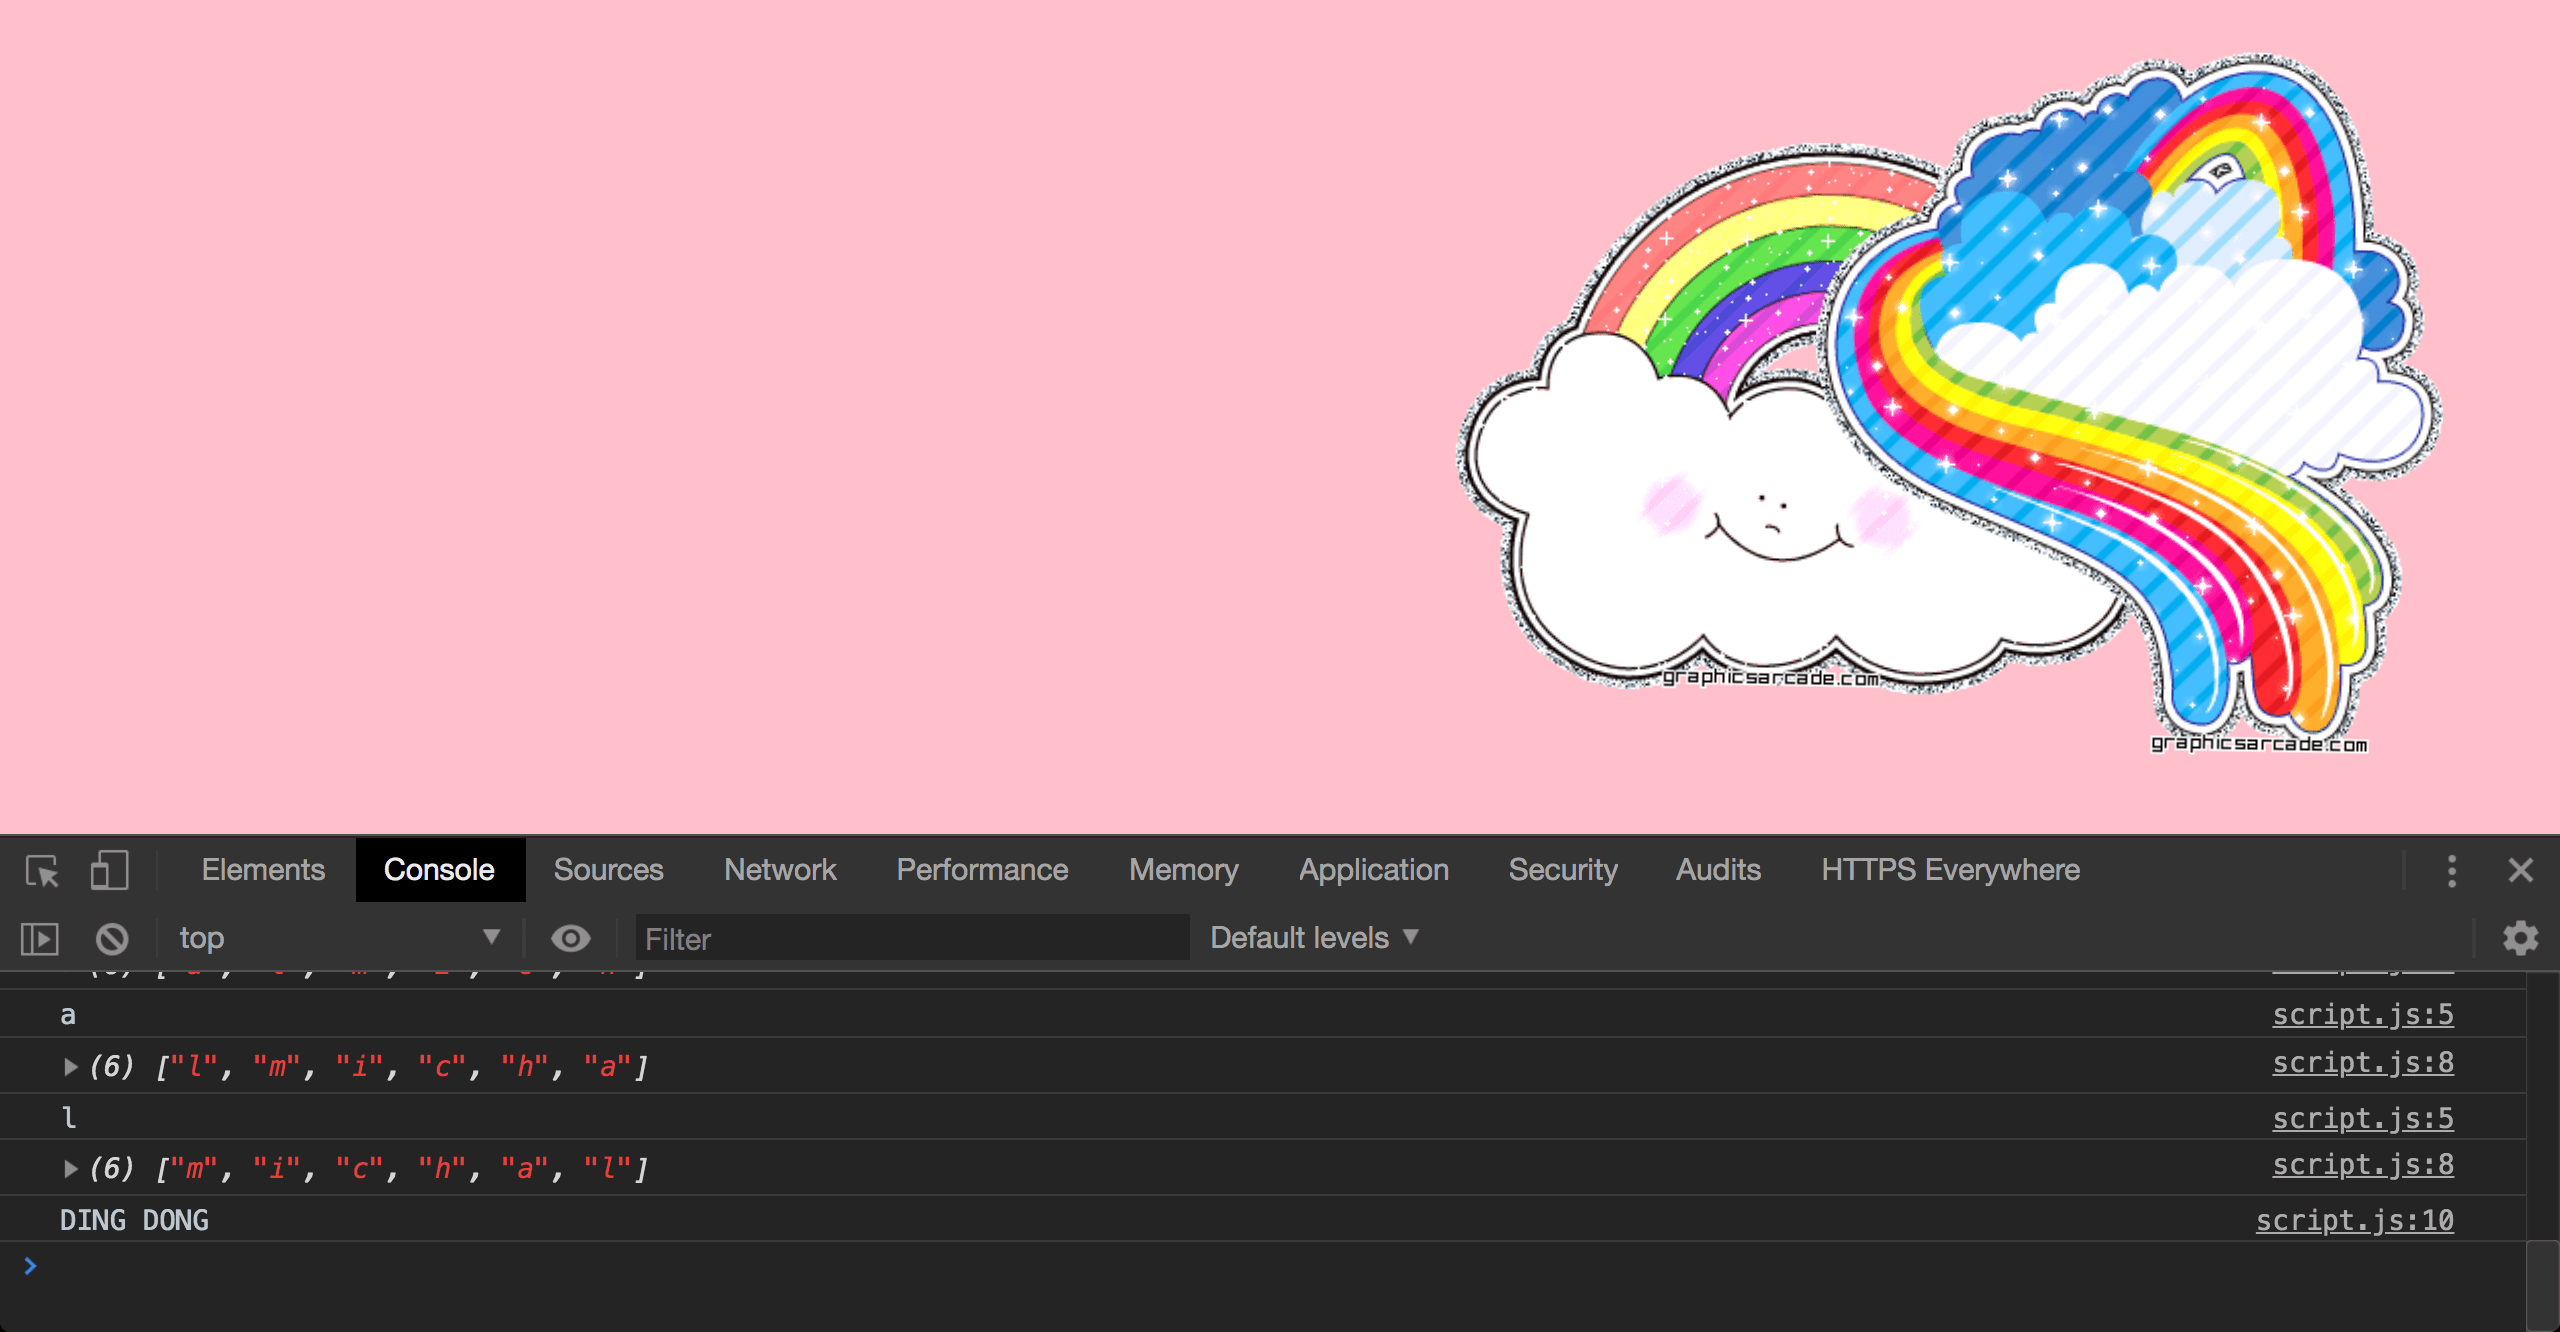 graphicsarcade.com
graphicsarcade.com
Elements Console Sources Network Performance Memory Application Security Audits HTTPS Everywhere
top Filter Default levels
a script.js:5
(6) ["l", "m", "i", "c", "h", "a"] script.js:8
l script.js:5
(6) ["m", "i", "c", "h", "a", "l"] script.js:8
DING DONG script.js:10